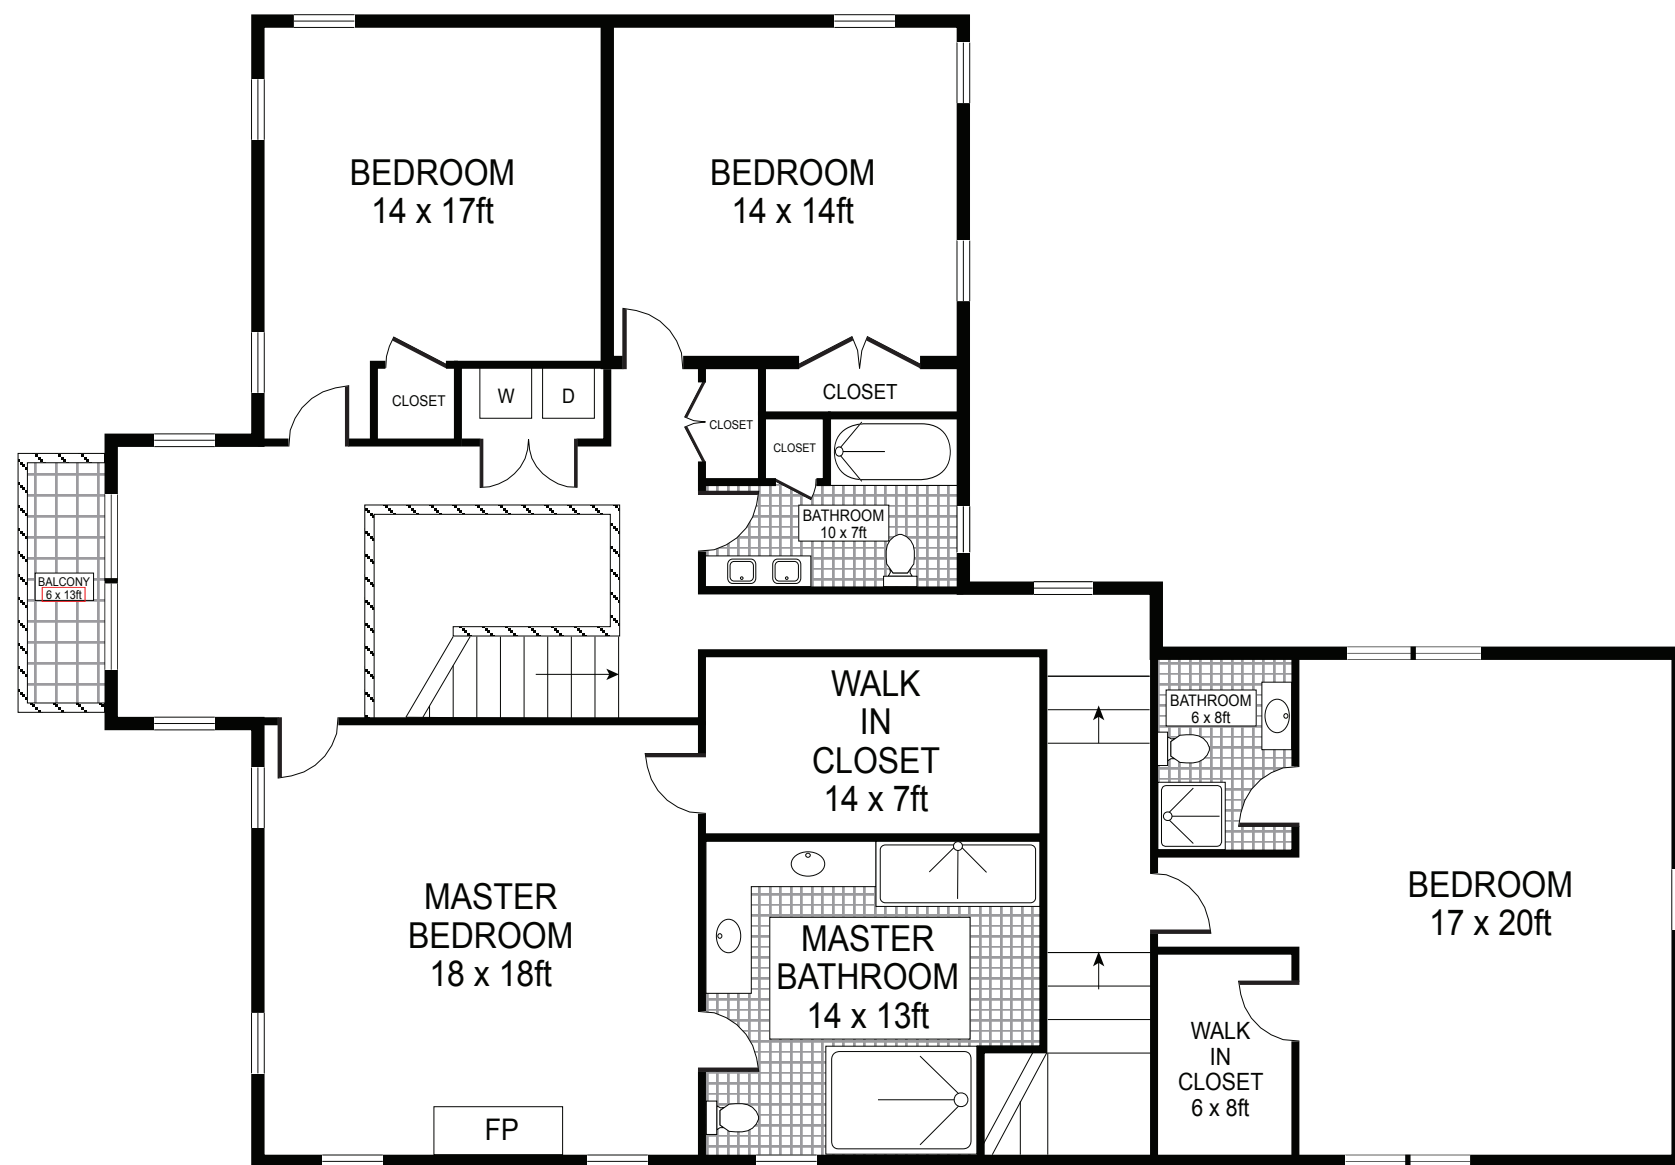 BEDROOM
14 x 17ft
BEDROOM
14 x 14ft
CLOSET
W
D
CLOSET
CLOSET
CLOSET
BATHROOM
10 x 7ft
BALCONY
6 x 13ft
WALK
IN
CLOSET
14 x 7ft
BATHROOM
6 x 8ft
MASTER
BEDROOM
18 x 18ft
MASTER
BATHROOM
14 x 13ft
BEDROOM
17 x 20ft
WALK
IN
CLOSET
6 x 8ft
FP